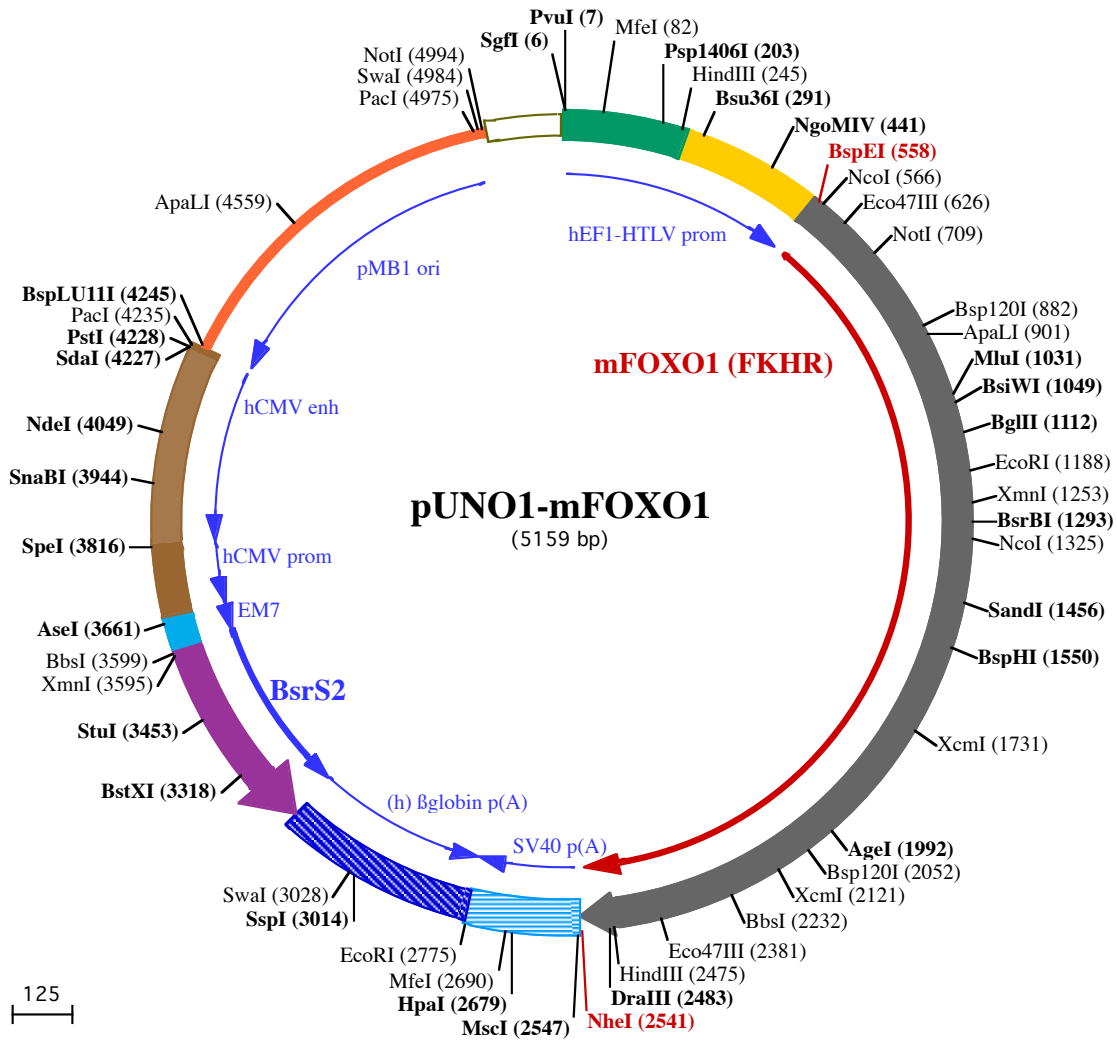 PvuI (7)
SgfI (6)
MfeI (82)
Psp1406I (203)
HindIII (245)
Bsu36I (291)
NgoMIV (441)
BspEI (558)
NcoI (566)
Eco47III (626)
NotI (709)
Bsp120I (882)
ApaLI (901)
MluI (1031)
BsiWI (1049)
BglII (1112)
EcoRI (1188)
XmnI (1253)
BsrBI (1293)
NcoI (1325)
SandI (1456)
BspHI (1550)
XcmI (1731)
AgeI (1992)
Bsp120I (2052)
XcmI (2121)
BbsI (2232)
Eco47III (2381)
HindIII (2475)
DraIII (2483)
NheI (2541)
MscI (2547)
HpaI (2679)
MfeI (2690)
EcoRI (2775)
SspI (3014)
SwaI (3028)
BstXI (3318)
StuI (3453)
XmnI (3595)
BbsI (3599)
AseI (3661)
SpeI (3816)
SnaBI (3944)
NdeI (4049)
SdaI (4227)
PstI (4228)
PacI (4235)
BspLU11I (4245)
ApaLI (4559)
PacI (4975)
SwaI (4984)
NotI (4994)
hEF1-HTLV prom
pMB1 ori
mFOXO1 (FKHR)
hCMV enh
pUNO1-mFOXO1
(5159 bp)
hCMV prom
EM7
BsrS2
(h) ßglobin p(A)
SV40 p(A)
125